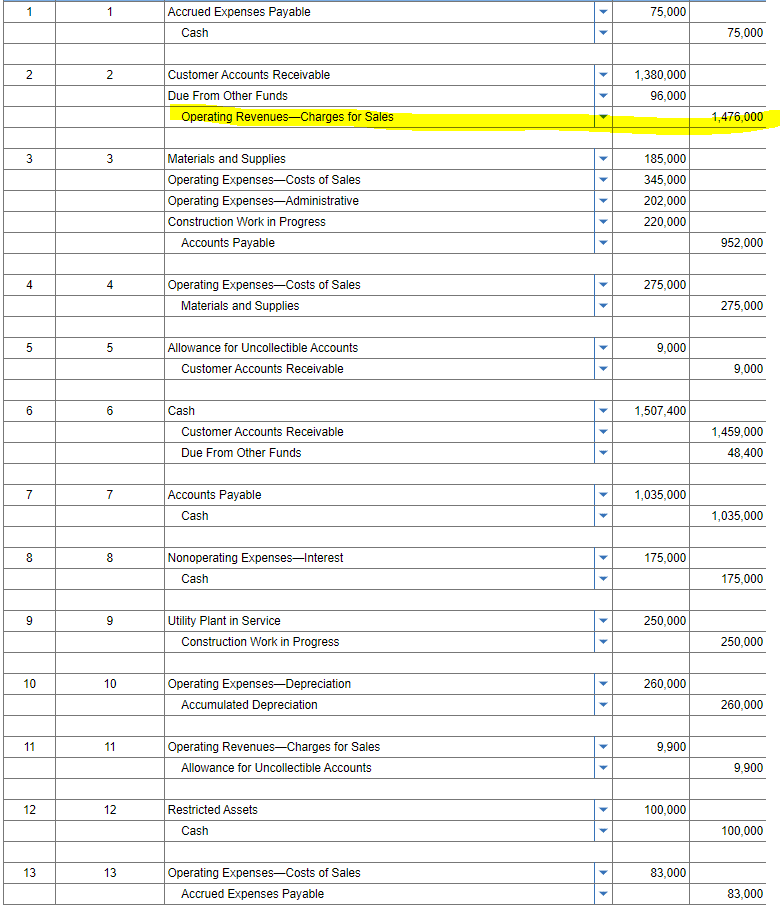 1 1 Accrued Expenses Payable 75,000
Cash 75,000
2 2 Customer Accounts Receivable 1,380,000
Due From Other Funds 96,000
Operating Revenues—Charges for Sales 1,476,000
3 3 Materials and Supplies 185,000
Operating Expenses—Costs of Sales 345,000
Operating Expenses—Administrative 202,000
Construction Work in Progress 220,000
Accounts Payable 952,000
4 4 Operating Expenses—Costs of Sales 275,000
Materials and Supplies 275,000
5 5 Allowance for Uncollectible Accounts 9,000
Customer Accounts Receivable 9,000
6 6 Cash 1,507,400
Customer Accounts Receivable 1,459,000
Due From Other Funds 48,400
7 7 Accounts Payable 1,035,000
Cash 1,035,000
8 8 Nonoperating Expenses—Interest 175,000
Cash 175,000
9 9 Utility Plant in Service 250,000
Construction Work in Progress 250,000
10 10 Operating Expenses—Depreciation 260,000
Accumulated Depreciation 260,000
11 11 Operating Revenues—Charges for Sales 9,900
Allowance for Uncollectible Accounts 9,900
12 12 Restricted Assets 100,000
Cash 100,000
13 13 Operating Expenses—Costs of Sales 83,000
Accrued Expenses Payable 83,000